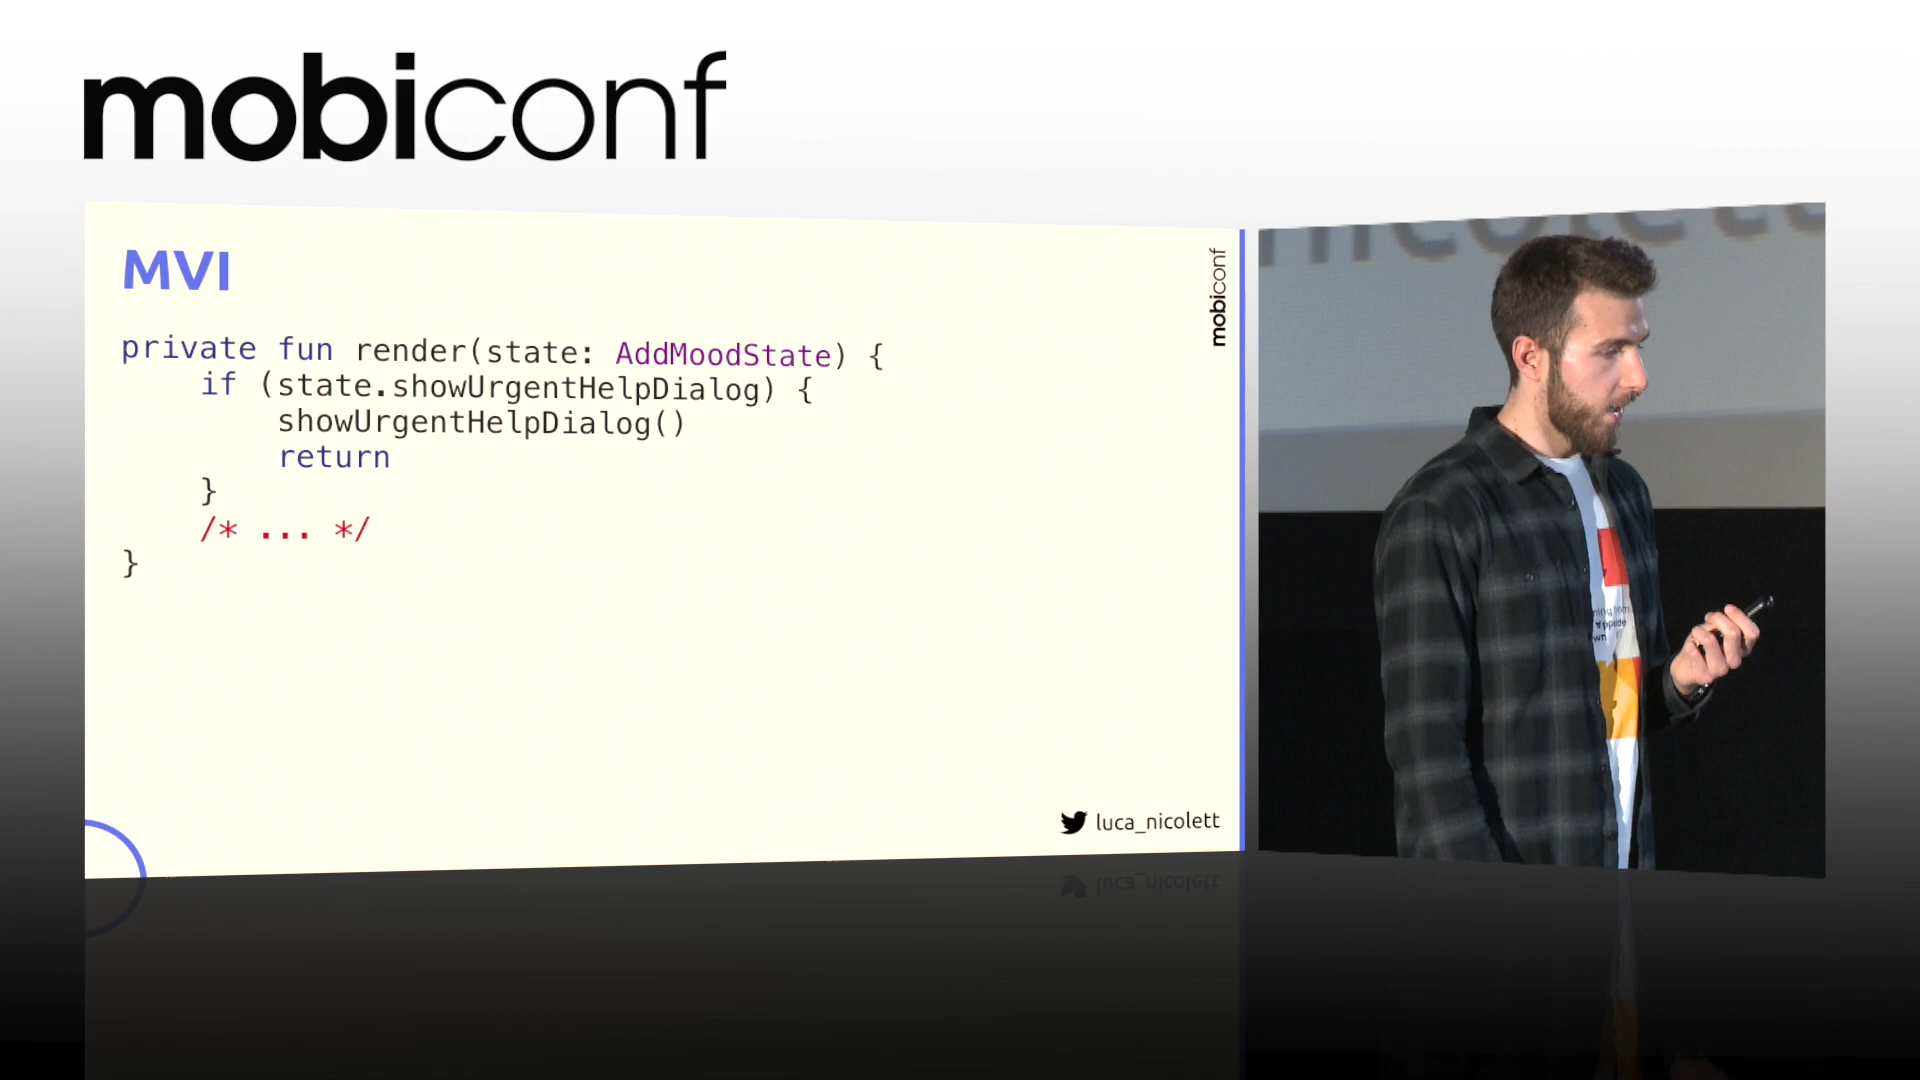 mobiconf
MVI
mobiconf
private fun render(state: AddMoodState) {
    if (state.showUrgentHelpDialog) {
        showUrgentHelpDialog()
        return
    }
    /* ... */
}
luca_nicolett